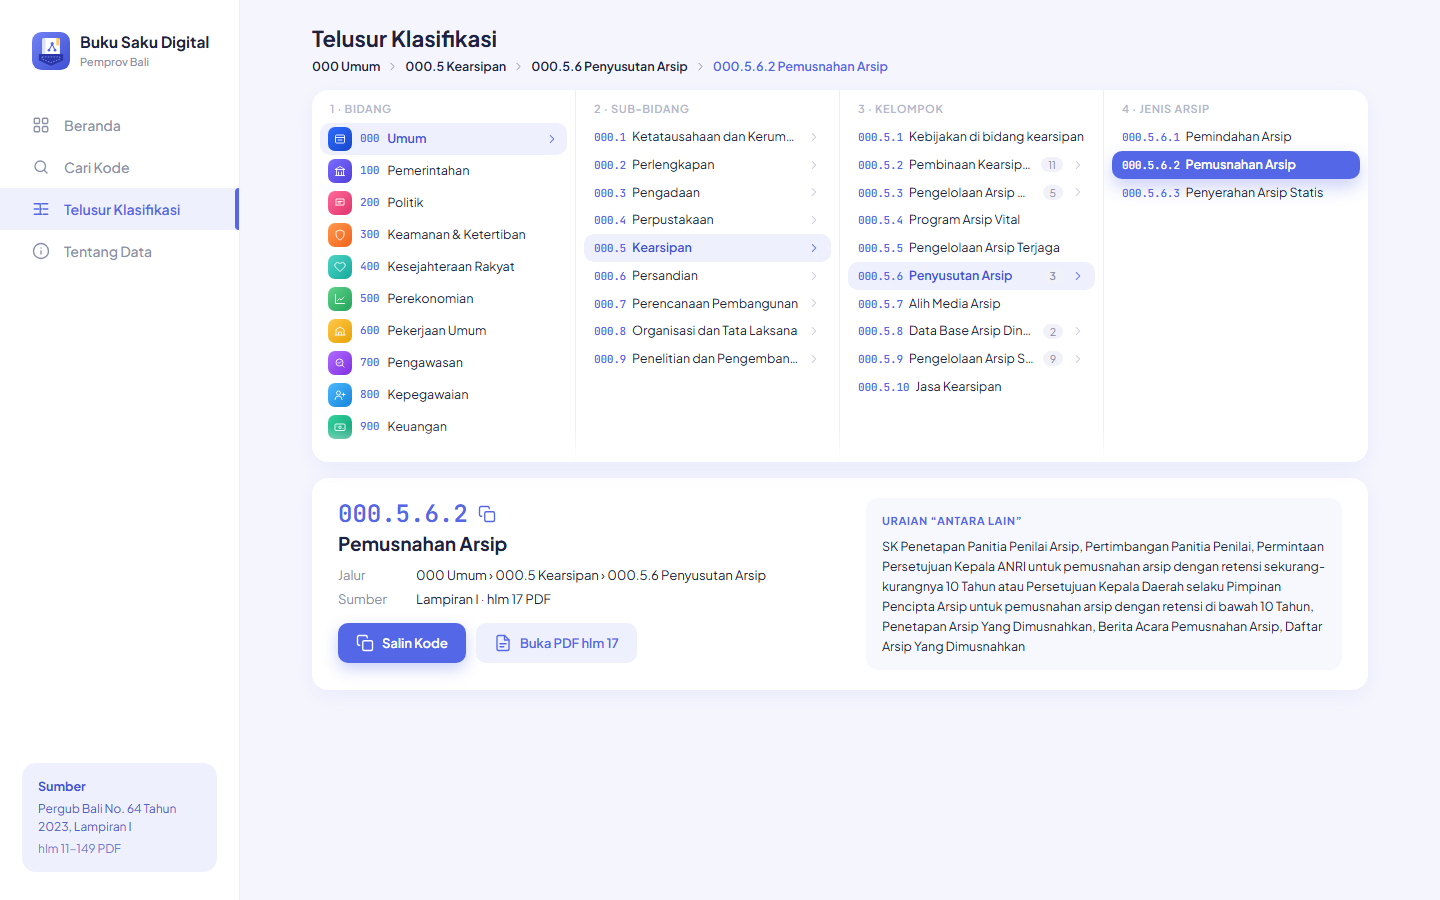 Buku Saku Digital
Pemprov Bali
Beranda
Cari Kode
Telusur Klasifikasi
Tentang Data
Sumber
Pergub Bali No. 64 Tahun
2023, Lampiran I
hlm 11–149 PDF
Telusur Klasifikasi
000 Umum > 000.5 Kearsipan > 000.5.6 Penyusutan Arsip > 000.5.6.2 Pemusnahan Arsip
1 · BIDANG
000 Umum
100 Pemerintahan
200 Politik
300 Keamanan & Ketertiban
400 Kesejahteraan Rakyat
500 Perekonomian
600 Pekerjaan Umum
700 Pengawasan
800 Kepegawaian
900 Keuangan
2 · SUB-BIDANG
000.1 Ketatausahaan dan Kerum...
000.2 Perlengkapan
000.3 Pengadaan
000.4 Perpustakaan
000.5 Kearsipan
000.6 Persandian
000.7 Perencanaan Pembangunan
000.8 Organisasi dan Tata Laksana
000.9 Penelitian dan Pengemban...
3 · KELOMPOK
000.5.1 Kebijakan di bidang kearsipan
000.5.2 Pembinaan Kearsip... 11
000.5.3 Pengelolaan Arsip ... 5
000.5.4 Program Arsip Vital
000.5.5 Pengelolaan Arsip Terjaga
000.5.6 Penyusutan Arsip 3
000.5.7 Alih Media Arsip
000.5.8 Data Base Arsip Din... 2
000.5.9 Pengelolaan Arsip S... 9
000.5.10 Jasa Kearsipan
4 · JENIS ARSIP
000.5.6.1 Pemindahan Arsip
000.5.6.2 Pemusnahan Arsip
000.5.6.3 Penyerahan Arsip Statis
000.5.6.2
Pemusnahan Arsip
Jalur 000 Umum › 000.5 Kearsipan › 000.5.6 Penyusutan Arsip
Sumber Lampiran I · hlm 17 PDF
Salin Kode
Buka PDF hlm 17
URAIAN “ANTARA LAIN”
SK Penetapan Panitia Penilai Arsip, Pertimbangan Panitia Penilai, Permintaan
Persetujuan Kepala ANRI untuk pemusnahan arsip dengan retensi sekurang-
kurangnya 10 Tahun atau Persetujuan Kepala Daerah selaku Pimpinan
Pencipta Arsip untuk pemusnahan arsip dengan retensi di bawah 10 Tahun,
Penetapan Arsip Yang Dimusnahkan, Berita Acara Pemusnahan Arsip, Daftar
Arsip Yang Dimusnahkan